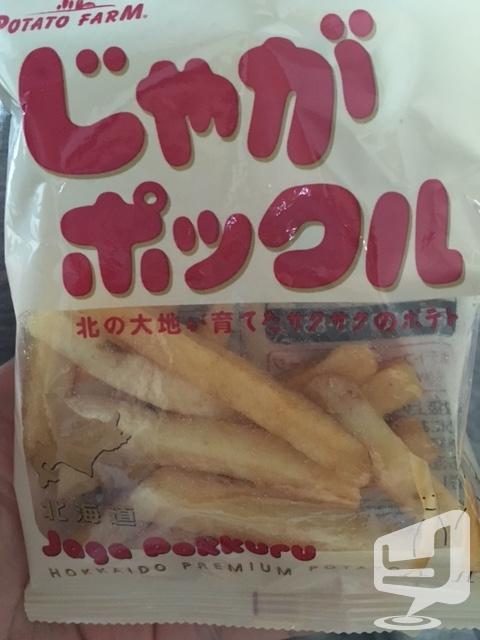 POTATO FARM
じゃが
ポックル
北の大地が育てたサクサクのポテト
北海道
Jaga Pokkuru
HOKKAIDO PREMIUM